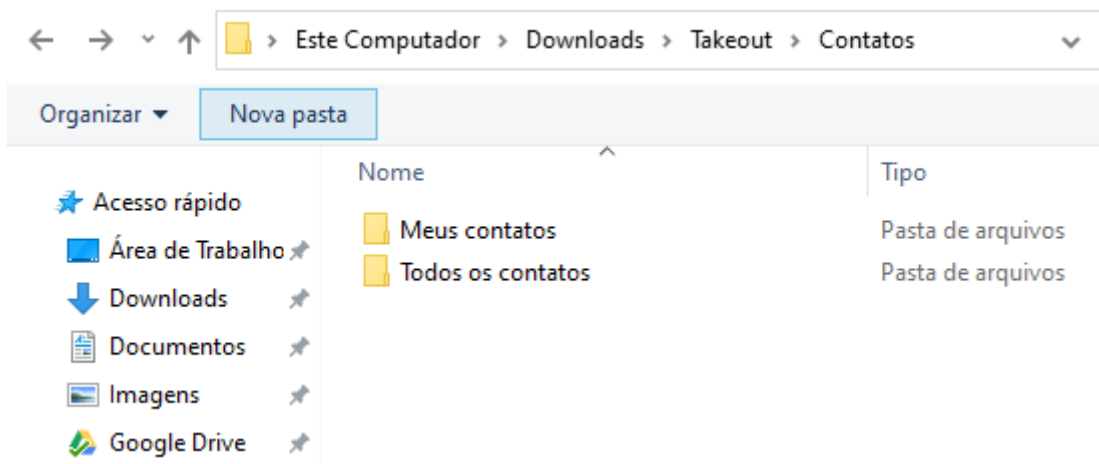 Este Computador > Downloads > Takeout > Contatos
Organizar Nova pasta
Nome Tipo
Acesso rápido
Área de Trabalho
Downloads
Documentos
Imagens
Google Drive
Meus contatos Pasta de arquivos
Todos os contatos Pasta de arquivos